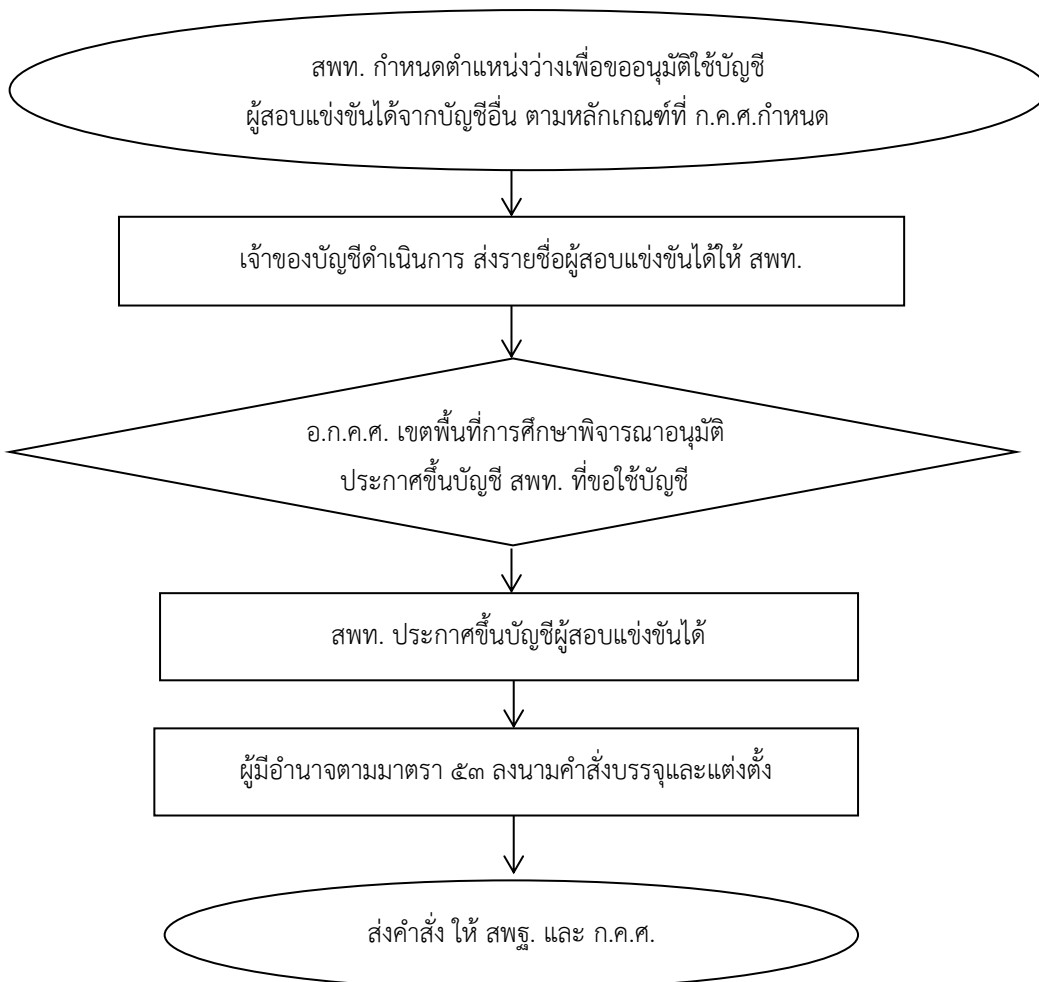 สพท. กำหนดตำแหน่งว่างเพื่อขออนุมัติใช้บัญชี
ผู้สอบแข่งขันได้จากบัญชีอื่น ตามหลักเกณฑ์ที่ ก.ค.ศ.กำหนด
เจ้าของบัญชีดำเนินการ ส่งรายชื่อผู้สอบแข่งขันได้ให้ สพท.
อ.ก.ค.ศ. เขตพื้นที่การศึกษาพิจารณาอนุมัติ
ประกาศขึ้นบัญชี สพท. ที่ขอใช้บัญชี
สพท. ประกาศขึ้นบัญชีผู้สอบแข่งขันได้
ผู้มีอำนาจตามมาตรา ๕๓ ลงนามคำสั่งบรรจุและแต่งตั้ง
ส่งคำสั่ง ให้ สพฐ. และ ก.ค.ศ.